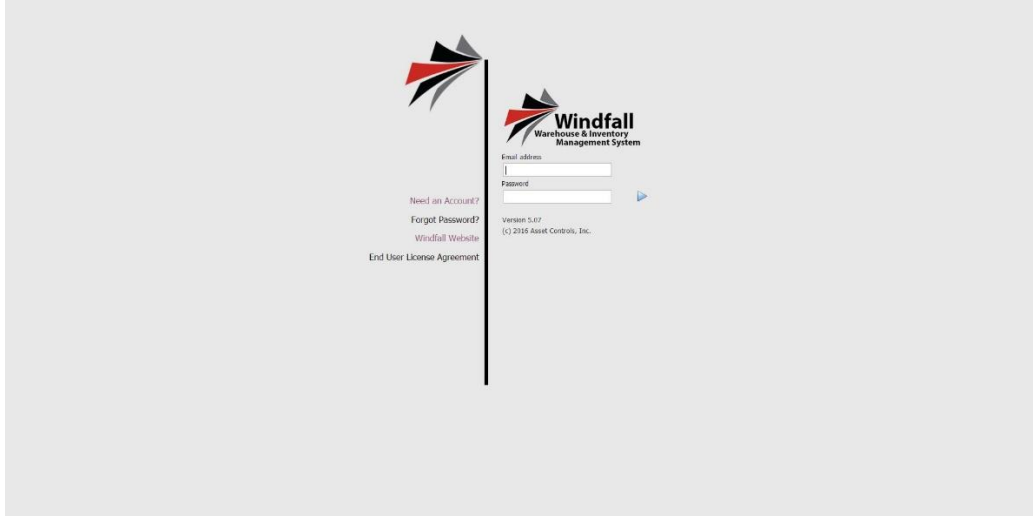 Windfall
Warehouse & Inventory
Management System
Email address
Password
Need an Account?
Forgot Password?
Windfall Website
End User License Agreement
Version 5.07
(c) 2016 Asset Controls, Inc.